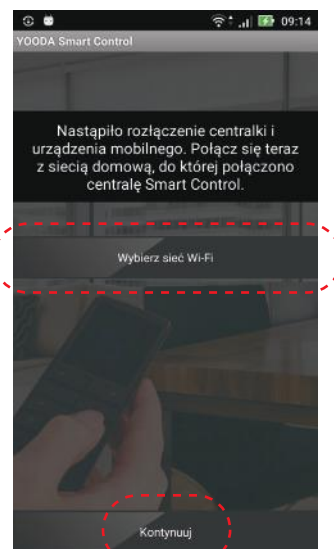 09:14
YOODA Smart Control
Nastąpiło rozłączenie centralki i
urządzenia mobilnego. Połącz się teraz
z siecią domową, do której połączono
centralę Smart Control.
Wybierz sieć Wi-Fi
Kontynuuj